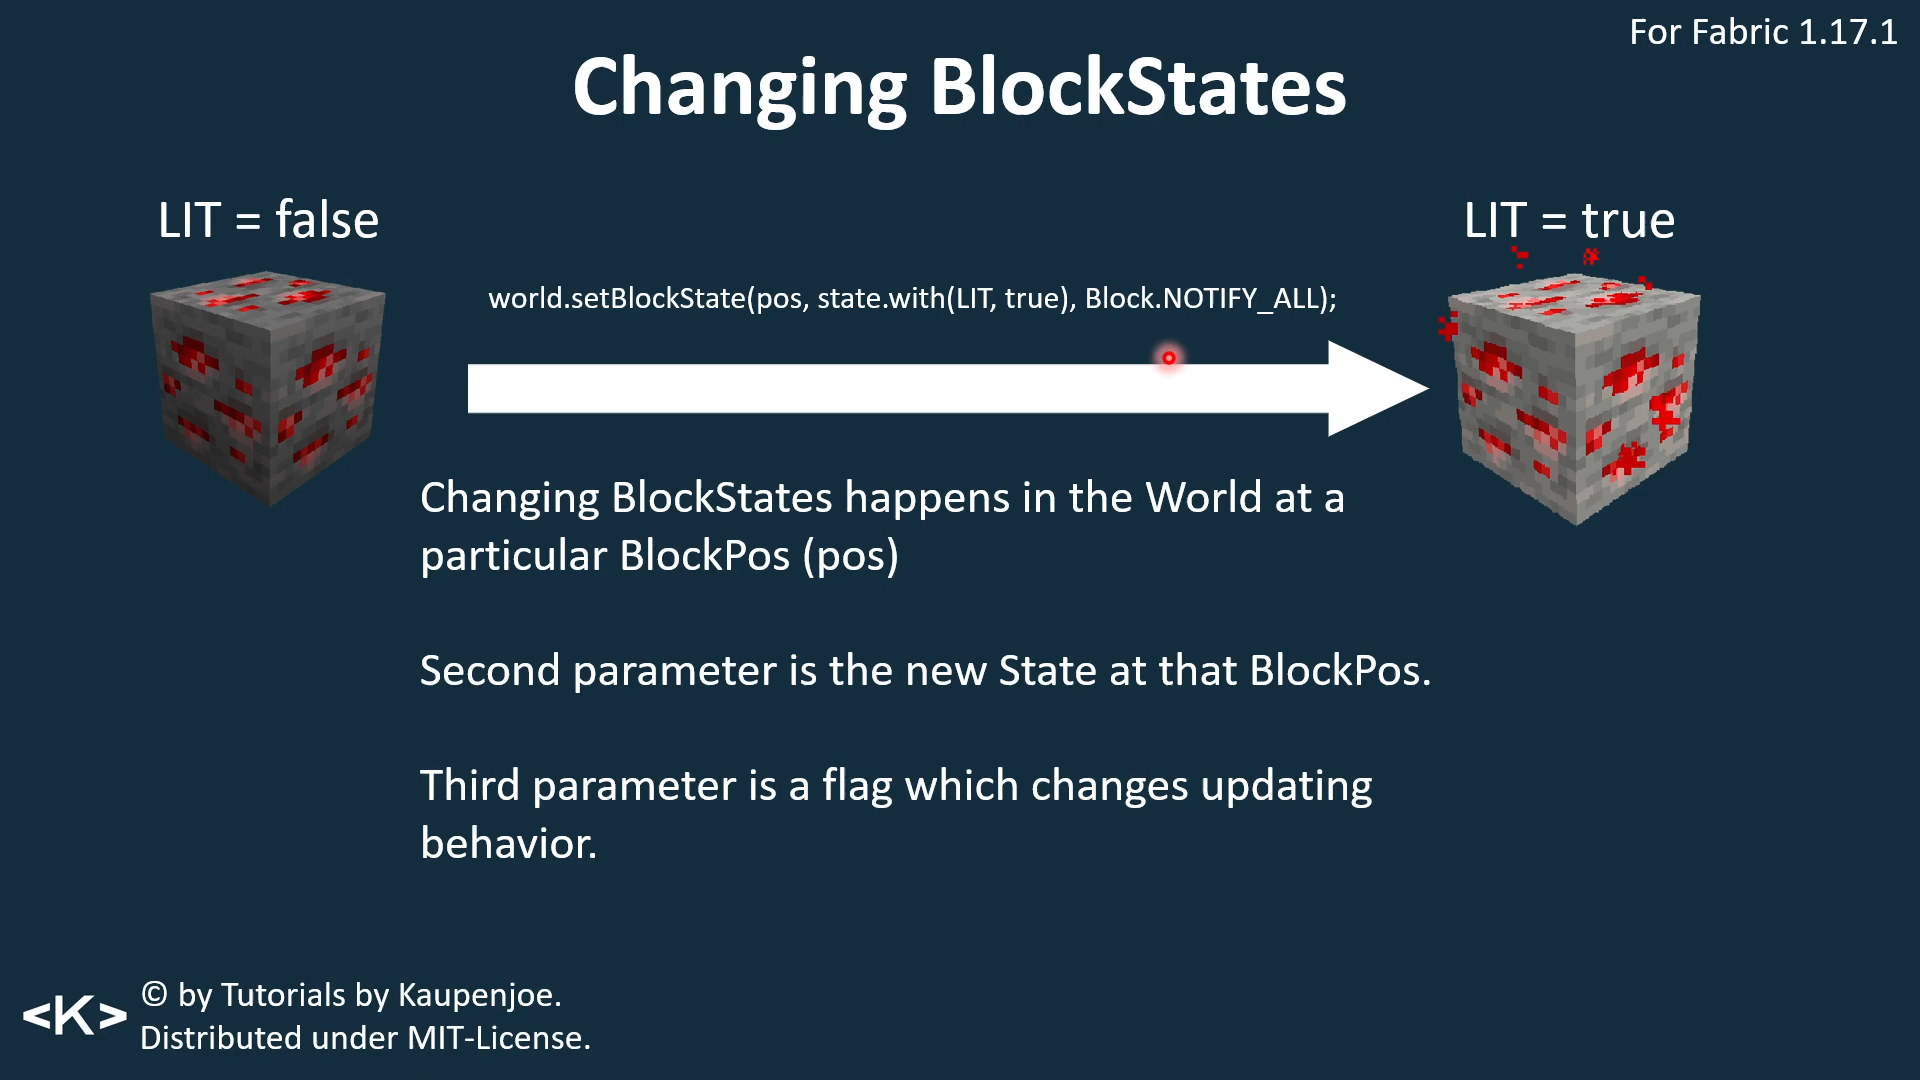 For Fabric 1.17.1
Changing BlockStates
LIT = false
LIT = true
world.setBlockState(pos, state.with(LIT, true), Block.NOTIFY_ALL);
Changing BlockStates happens in the World at a
particular BlockPos (pos)
Second parameter is the new State at that BlockPos.
Third parameter is a flag which changes updating
behavior.
<K>
© by Tutorials by Kaupenjoe.
Distributed under MIT-License.